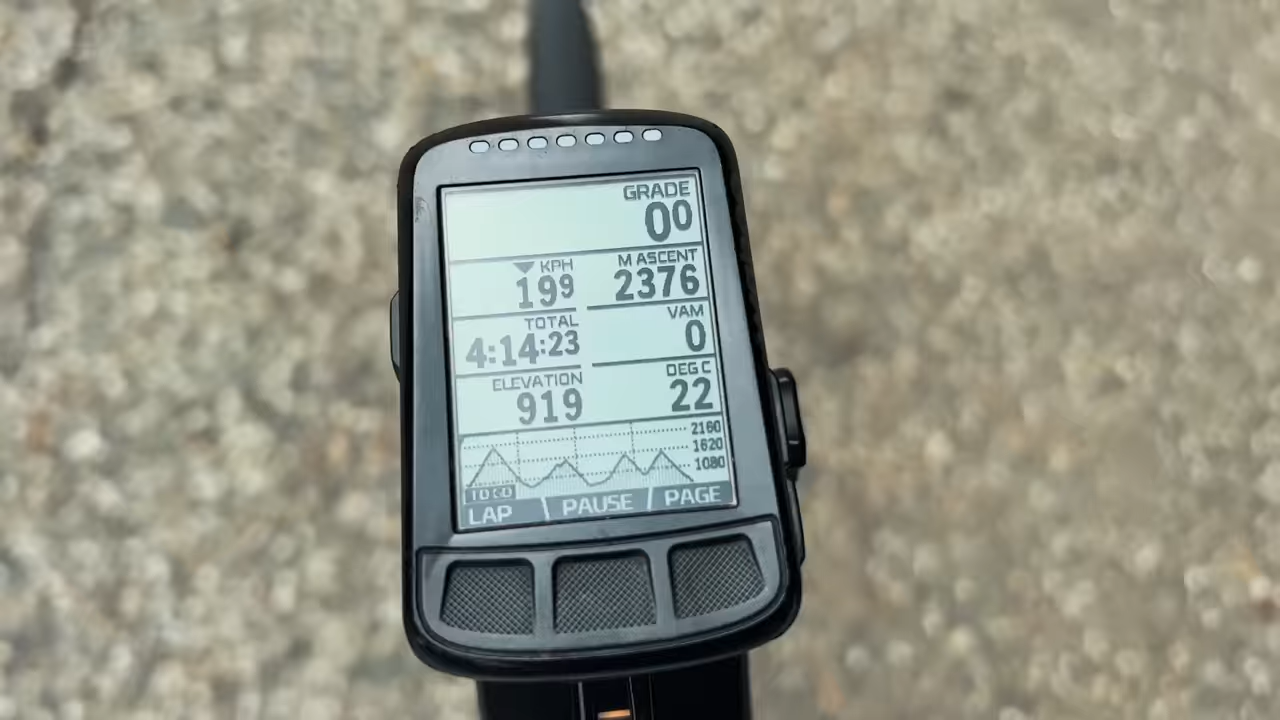 GRADE
00
KPH M ASCENT
199 2376
TOTAL VAM
4:14:23 0
ELEVATION DEG C
919 22
2160
1620
1080
LAP PAUSE PAGE